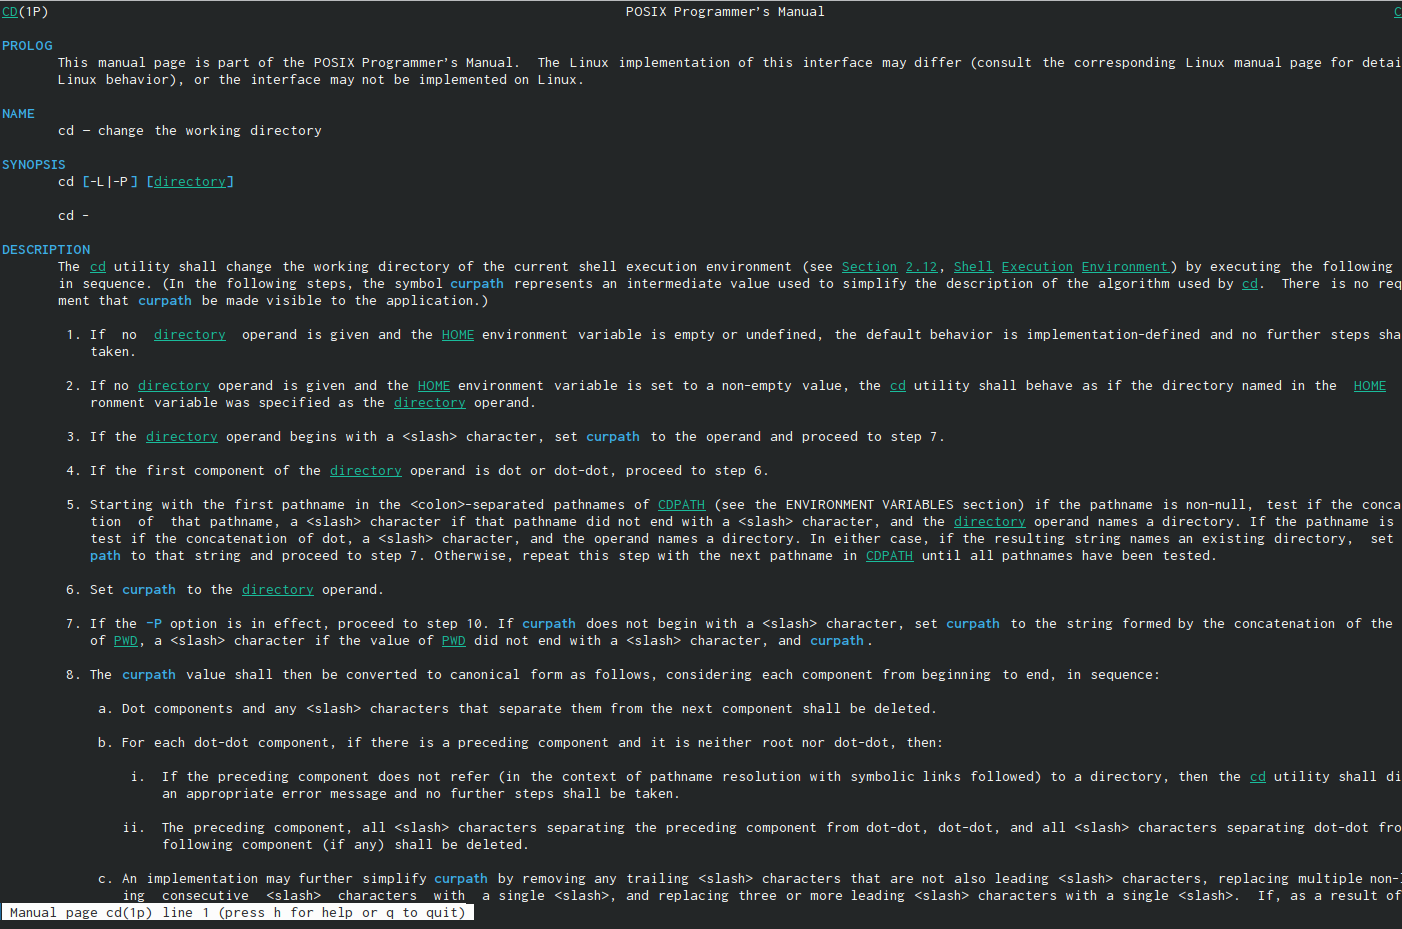 CD(1P) POSIX Programmer’s Manual C
PROLOG
This manual page is part of the POSIX Programmer’s Manual. The Linux implementation of this interface may differ (consult the corresponding Linux manual page for detai
Linux behavior), or the interface may not be implemented on Linux.
NAME
cd — change the working directory
SYNOPSIS
cd [-L|-P] [directory]
cd -
DESCRIPTION
The cd utility shall change the working directory of the current shell execution environment (see Section 2.12, Shell Execution Environment) by executing the following
in sequence. (In the following steps, the symbol curpath represents an intermediate value used to simplify the description of the algorithm used by cd. There is no req
ment that curpath be made visible to the application.)
1. If no directory operand is given and the HOME environment variable is empty or undefined, the default behavior is implementation-defined and no further steps sha
taken.
2. If no directory operand is given and the HOME environment variable is set to a non-empty value, the cd utility shall behave as if the directory named in the HOME
ronment variable was specified as the directory operand.
3. If the directory operand begins with a <slash> character, set curpath to the operand and proceed to step 7.
4. If the first component of the directory operand is dot or dot-dot, proceed to step 6.
5. Starting with the first pathname in the <colon>-separated pathnames of CDPATH (see the ENVIRONMENT VARIABLES section) if the pathname is non-null, test if the conca
tion of that pathname, a <slash> character if that pathname did not end with a <slash> character, and the directory operand names a directory. If the pathname is
test if the concatenation of dot, a <slash> character, and the operand names a directory. In either case, if the resulting string names an existing directory, set
path to that string and proceed to step 7. Otherwise, repeat this step with the next pathname in CDPATH until all pathnames have been tested.
6. Set curpath to the directory operand.
7. If the -P option is in effect, proceed to step 10. If curpath does not begin with a <slash> character, set curpath to the string formed by the concatenation of the
of PWD, a <slash> character if the value of PWD did not end with a <slash> character, and curpath.
8. The curpath value shall then be converted to canonical form as follows, considering each component from beginning to end, in sequence:
a. Dot components and any <slash> characters that separate them from the next component shall be deleted.
b. For each dot-dot component, if there is a preceding component and it is neither root nor dot-dot, then:
i. If the preceding component does not refer (in the context of pathname resolution with symbolic links followed) to a directory, then the cd utility shall di
an appropriate error message and no further steps shall be taken.
ii. The preceding component, all <slash> characters separating the preceding component from dot-dot, dot-dot, and all <slash> characters separating dot-dot fro
following component (if any) shall be deleted.
c. An implementation may further simplify curpath by removing any trailing <slash> characters that are not also leading <slash> characters, replacing multiple non-l
ing consecutive <slash> characters with a single <slash>, and replacing three or more leading <slash> characters with a single <slash>. If, as a result of
Manual page cd(1p) line 1 (press h for help or q to quit)